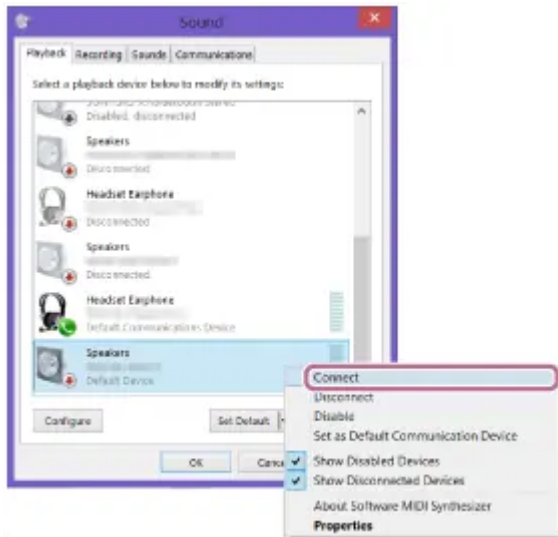 Sound
Playback Recording Sounds Communications
Select a playback device below to modify its settings:
Disabled, disconnected
Speakers
Disconnected
Headset Earphone
Disconnected
Speakers
Disconnected
Headset Earphone
Default Communications Device
Speakers
Default Device
Configure
Set Default
OK
Connect
Disconnect
Disable
Set as Default Communication Device
Show Disabled Devices
Show Disconnected Devices
About Software MIDI Synthesizer
Properties